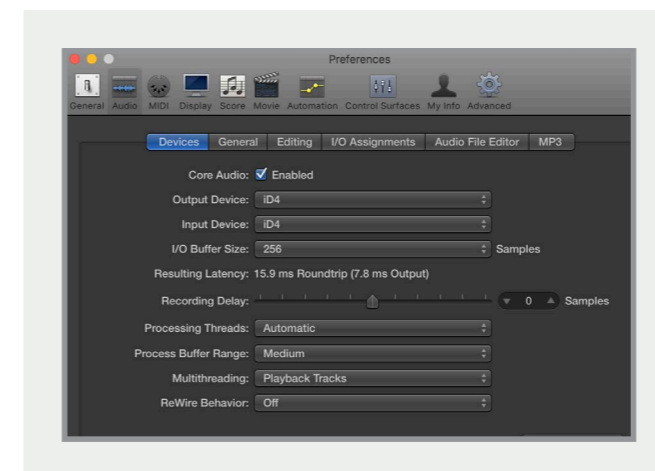 Preferences
General Audio MIDI Display Score Movie Automation Control Surfaces My Info Advanced
Devices General Editing I/O Assignments Audio File Editor MP3
Core Audio: Enabled
Output Device: iD4
Input Device: iD4
I/O Buffer Size: 256 Samples
Resulting Latency: 15.9 ms Roundtrip (7.8 ms Output)
Recording Delay: 0 Samples
Processing Threads: Automatic
Process Buffer Range: Medium
Multithreading: Playback Tracks
ReWire Behavior: Off